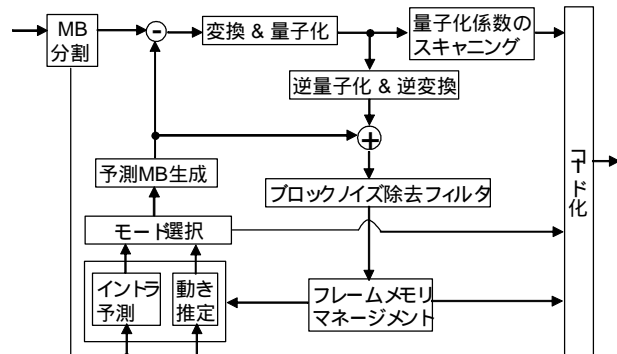 MB
分割
-
変換 & 量子化
量子化係数の
スキャニング
逆量子化 & 逆変換
+
予測MB生成
ブロックノイズ除去フィルタ
モード選択
イントラ
予測
動き
推定
フレームメモリ
マネージメント
コード化